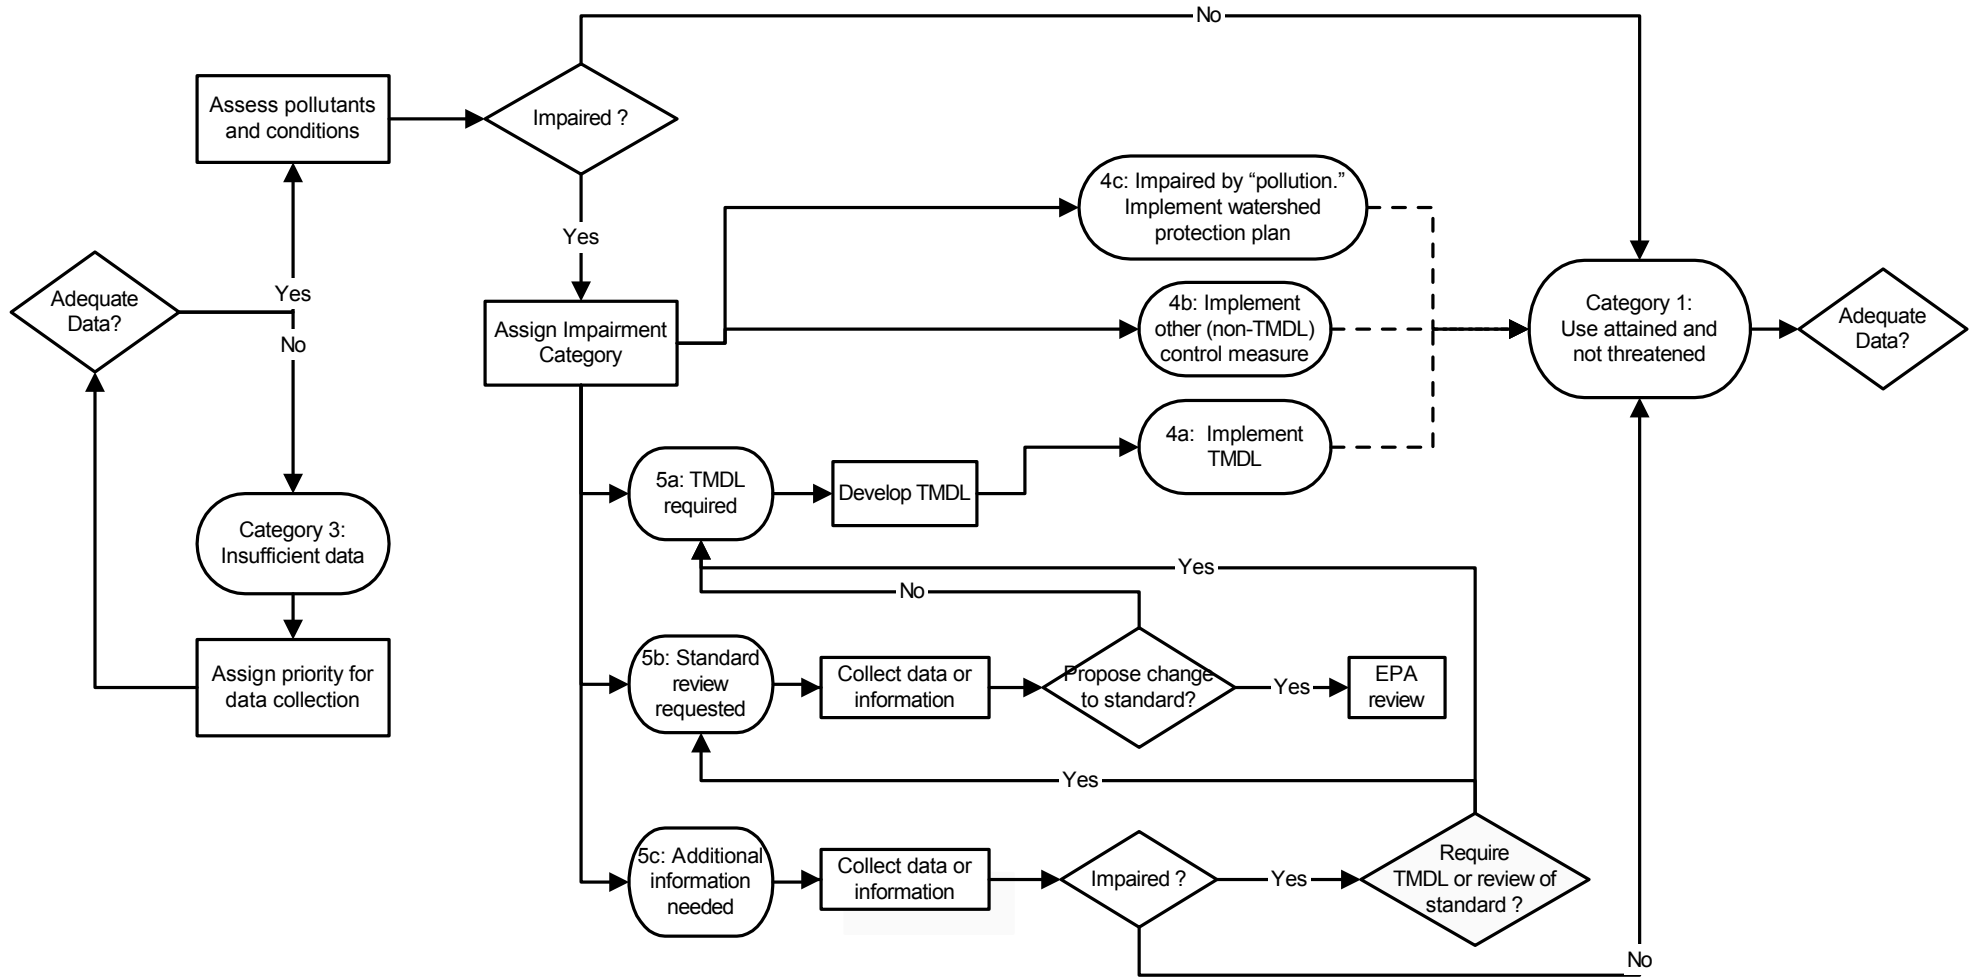 No
Assess pollutants
and conditions
Impaired ?
Yes
4c: Impaired by “pollution.”
Implement watershed
protection plan
Adequate
Data?
Yes
No
Assign Impairment
Category
4b: Implement
other (non-TMDL)
control measure
Category 1:
Use attained and
not threatened
Adequate
Data?
4a: Implement
TMDL
5a: TMDL
required
Develop TMDL
Category 3:
Insufficient data
Yes
No
Assign priority for
data collection
5b: Standard
review
requested
Collect data or
information
Propose change
to standard?
Yes
EPA
review
Yes
5c: Additional
information
needed
Collect data or
information
Impaired ?
Yes
Require
TMDL or review of
standard ?
No